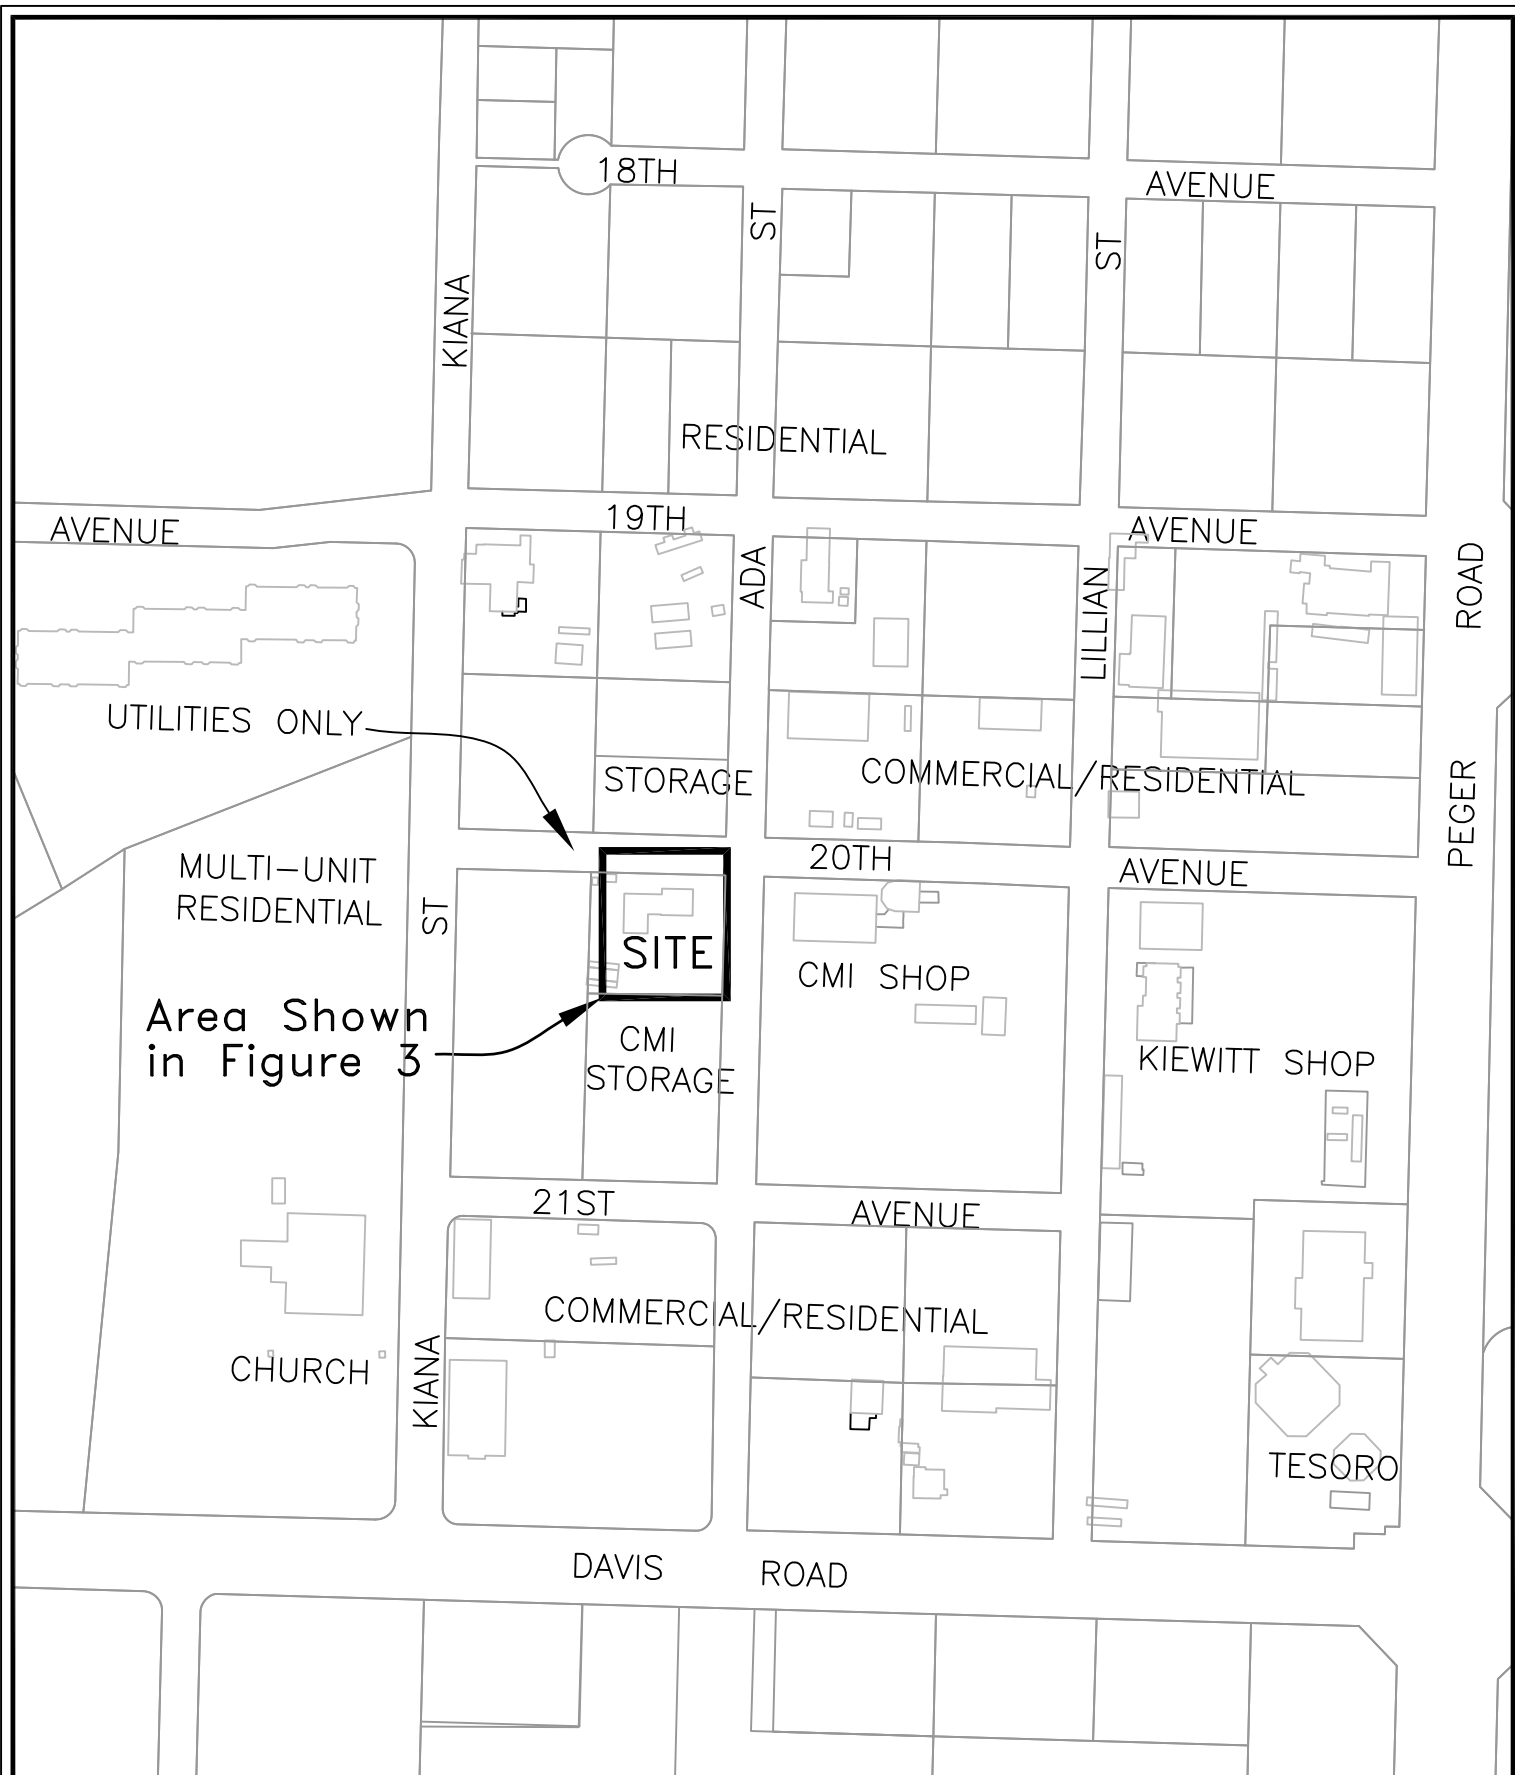 18TH
AVENUE
ST
ST
KIANA
RESIDENTIAL
19TH
AVENUE
AVENUE
ADA
LILLIAN
ROAD
UTILITIES ONLY
STORAGE
COMMERCIAL/RESIDENTIAL
PEGER
20TH
AVENUE
MULTI-UNIT
RESIDENTIAL
ST
SITE
CMI SHOP
Area Shown
in Figure 3
CMI
STORAGE
KIEWITT SHOP
21ST
AVENUE
COMMERCIAL/RESIDENTIAL
CHURCH
KIANA
TESORO
DAVIS ROAD